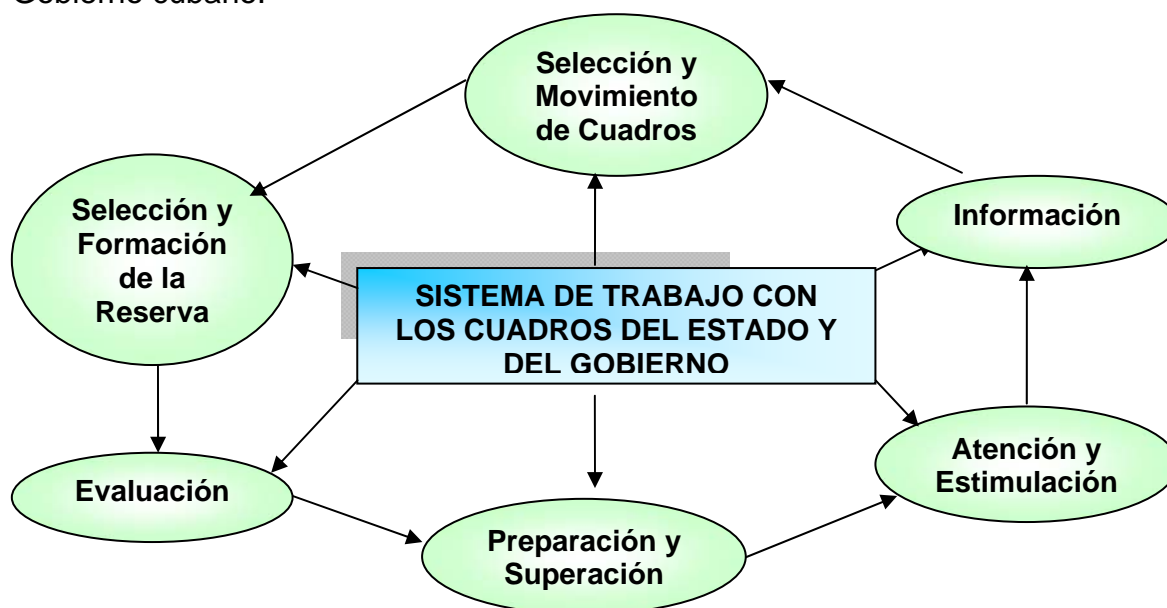 Gobierno cubano.
Selección y
Movimiento
de Cuadros
Información
Selección y
Formación
de la
Reserva
SISTEMA DE TRABAJO CON
LOS CUADROS DEL ESTADO Y
DEL GOBIERNO
Atención y
Estimulación
Evaluación
Preparación y
Superación